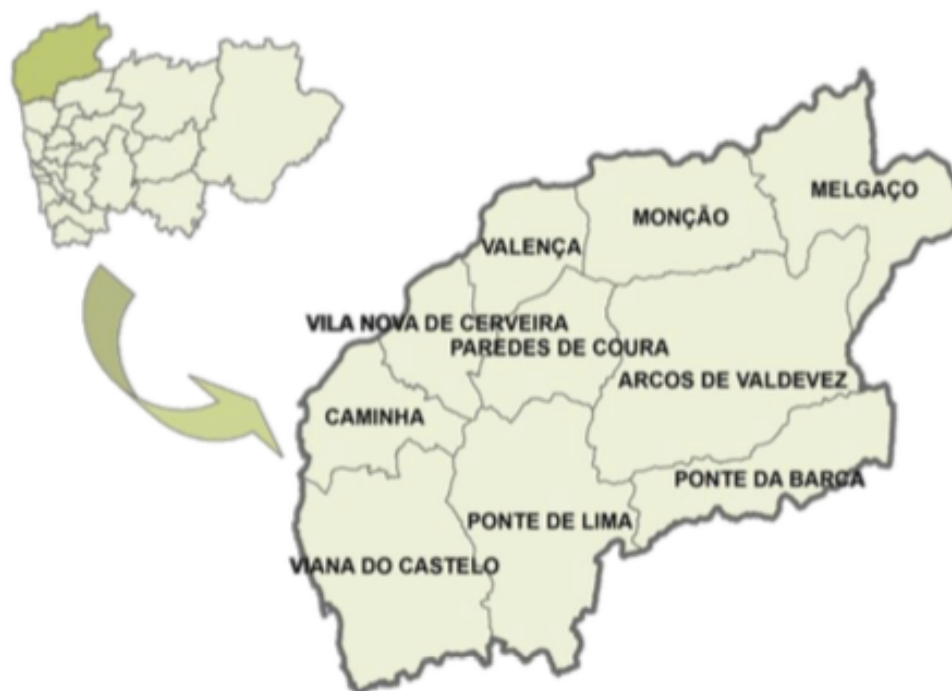 MELGAÇO
MONÇÃO
VALENÇA
VILA NOVA DE CERVEIRA
PAREDES DE COURA
ARCOS DE VALDEVEZ
CAMINHA
PONTE DA BARCA
PONTE DE LIMA
VIANA DO CASTELO